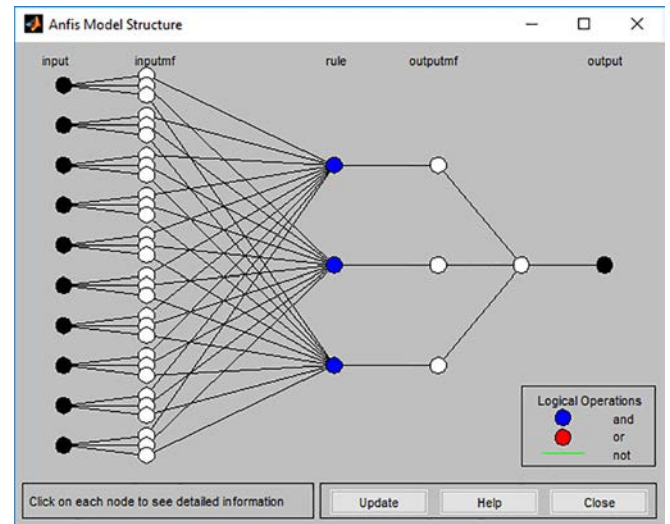 Anfis Model Structure
input inputmf rule outputmf output
Logical Operations
and
or
not
Click on each node to see detailed information
Update Help Close